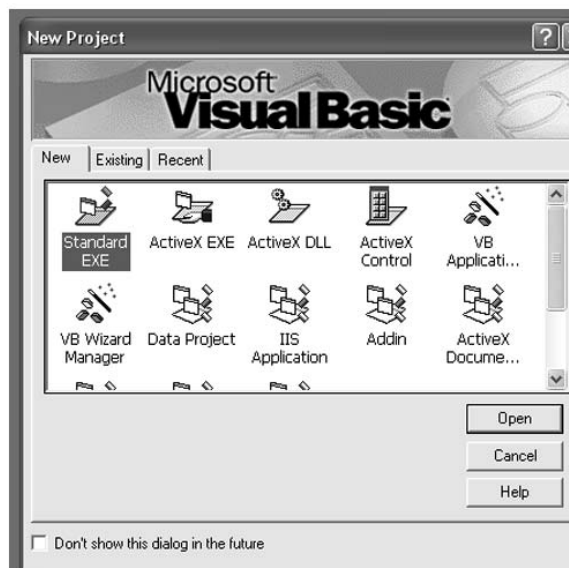 New Project
?
Microsoft
Visual Basic
New Existing Recent
Standard EXE
ActiveX EXE
ActiveX DLL
ActiveX Control
VB Applicati...
VB Wizard Manager
Data Project
IIS Application
Addin
ActiveX Docume...
Open
Cancel
Help
Don't show this dialog in the future